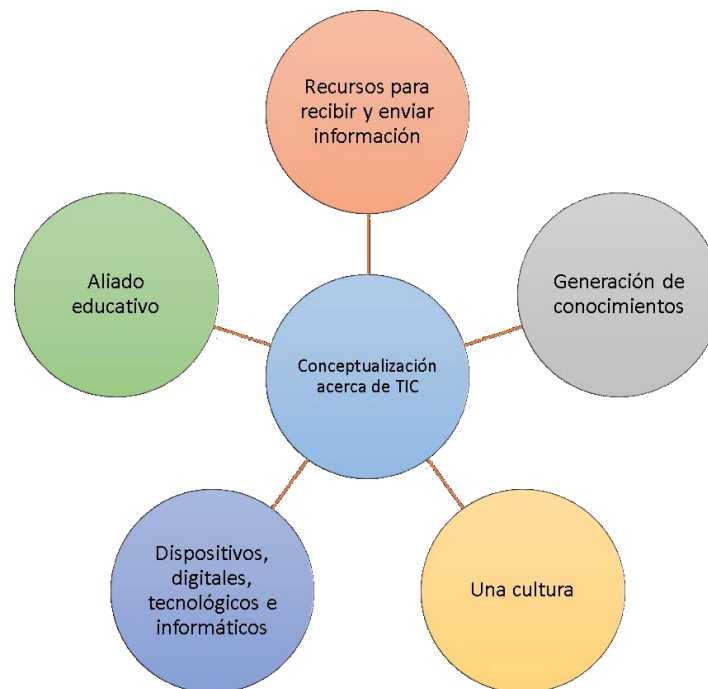 Recursos para
recibir y enviar
información
Aliado
educativo
Generación de
conocimientos
Conceptualización
acerca de TIC
Dispositivos,
digitales,
tecnológicos e
informáticos
Una cultura